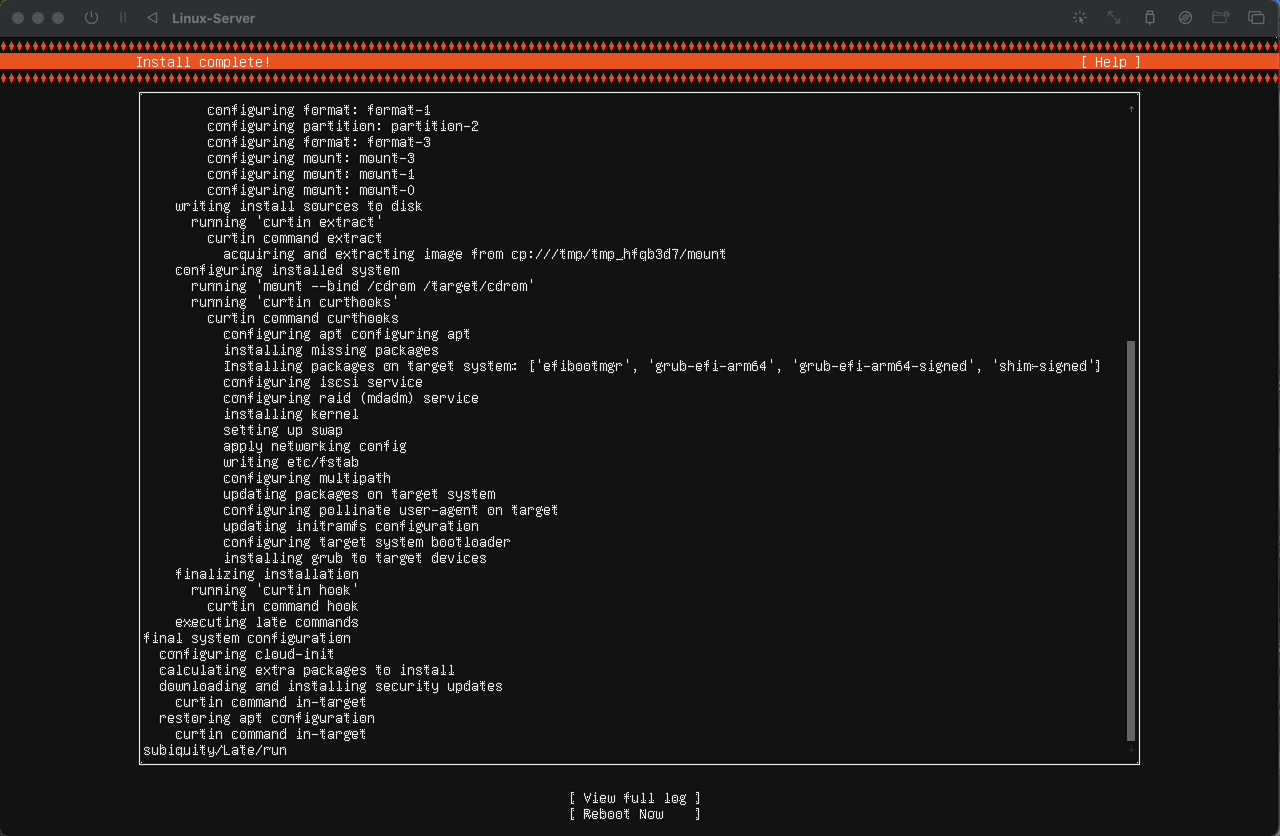 Linux-Server
Install complete! [ Help ]
configuring format: format-1
configuring partition: partition-2
configuring format: format-3
configuring mount: mount-3
configuring mount: mount-1
configuring mount: mount-0
writing install sources to disk
running 'curtin extract'
curtin command extract
acquiring and extracting image from cp:///tmp/tmp_hfqb3d7/mount
configuring installed system
running 'mount --bind /cdrom /target/cdrom'
running 'curtin curthooks'
curtin command curthooks
configuring apt configuring apt
installing missing packages
Installing packages on target system: ['efibootmgr', 'grub-efi-arm64', 'grub-efi-arm64-signed', 'shim-signed']
configuring iscsi service
configuring raid (mdadm) service
installing kernel
setting up swap
apply networking config
writing etc/fstab
configuring multipath
updating packages on target system
configuring pollinate user-agent on target
updating initramfs configuration
configuring target system bootloader
installing grub to target devices
finalizing installation
running 'curtin hook'
curtin command hook
executing late commands
final system configuration
configuring cloud-init
calculating extra packages to install
downloading and installing security updates
curtin command in-target
restoring apt configuration
curtin command in-target
subiquity/Late/run
[ View full log ]
[ Reboot Now ]